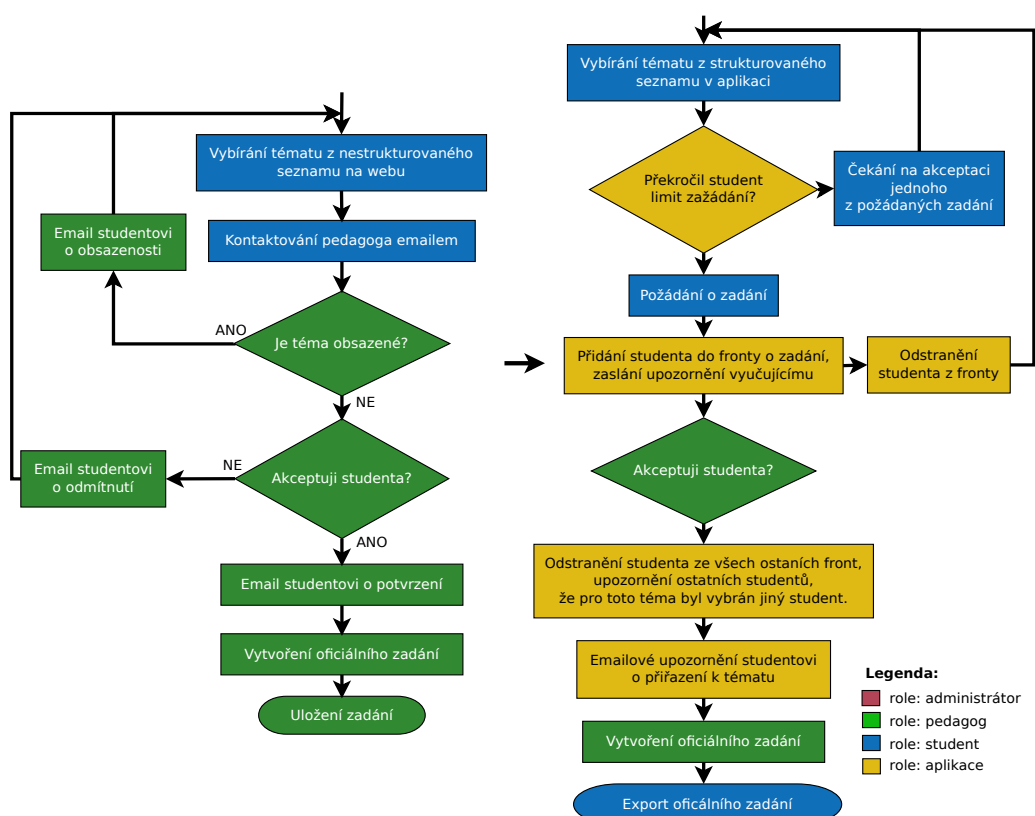 Vybírání tématu z nestrukturovaného
seznamu na webu
Email studentovi
o obsazenosti
Kontaktování pedagoga emailem
ANO
Je téma obsazené?
NE
Email studentovi
o odmítnutí
NE
Akceptuji studenta?
ANO
Email studentovi o potvrzení
Vytvoření oficiálního zadání
Uložení zadání
Vybírání tématu z strukturovaného
seznamu v aplikaci
Překročil student
limit zažádání?
Čekání na akceptaci
jednoho
z požádaných zadání
Požádání o zadání
Přidání studenta do fronty o zadání,
zaslání upozornění vyučujícímu
Odstranění
studenta z fronty
Akceptuji studenta?
Odstranění studenta ze všech ostaních front,
upozornění ostatních studentů,
že pro toto téma byl vybrán jiný student.
Emailové upozornění studentovi
o přiřazení k tématu
Vytvoření oficiálního zadání
Export oficálního zadání
Legenda:
role: administrátor
role: pedagog
role: student
role: aplikace